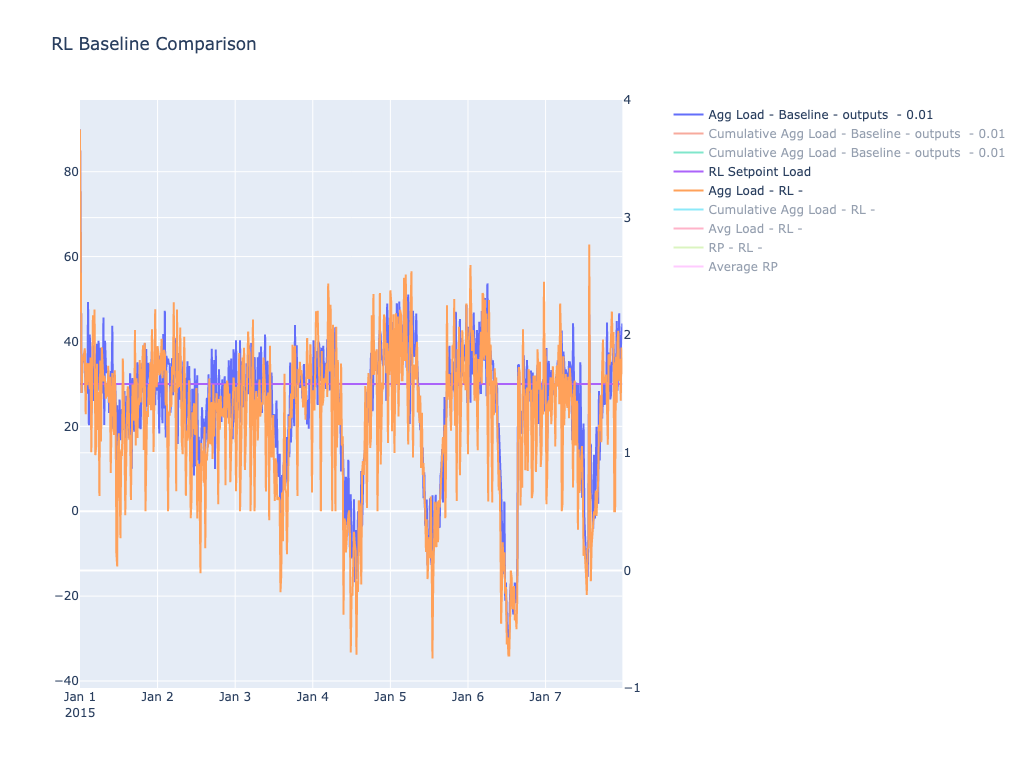 RL Baseline Comparison
4
Agg Load - Baseline - outputs  - 0.01
Cumulative Agg Load - Baseline - outputs  - 0.01
Cumulative Agg Load - Baseline - outputs  - 0.01
RL Setpoint Load
Agg Load - RL -
Cumulative Agg Load - RL -
Avg Load - RL -
RP - RL -
Average RP
80
3
60
40
2
20
1
0
0
−20
−40
−1
Jan 1 Jan 2 Jan 3 Jan 4 Jan 5 Jan 6 Jan 7
2015